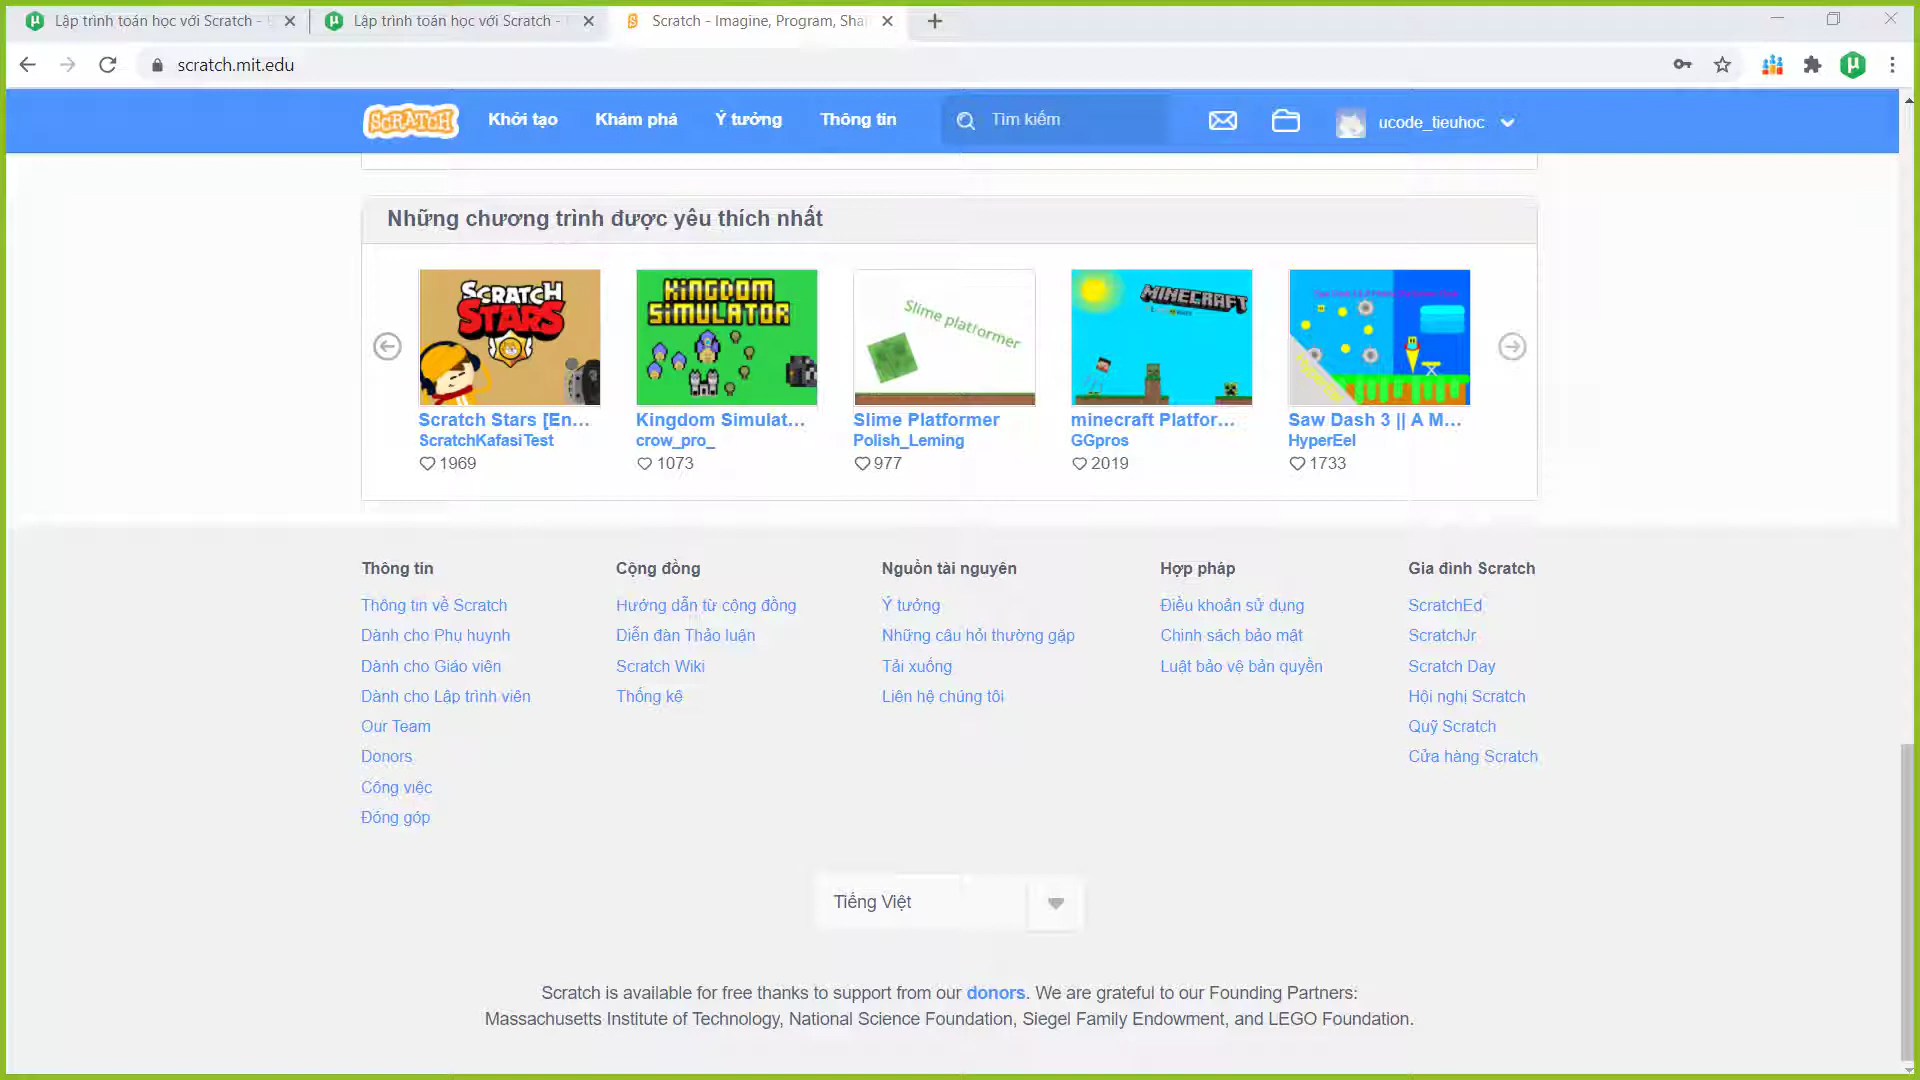 Lập trình toán học với Scratch -
Lập trình toán học với Scratch -
Scratch - Imagine, Program, Sha
scratch.mit.edu
SCRATCH
Khởi tạo
Khám phá
Ý tưởng
Thông tin
Tìm kiếm
ucode_tieuhoc
Những chương trình được yêu thích nhất
SCRATCH
STARS
KINGDOM
SIMULATOR
Slime platformer
MINECRAFT
Hypereel
Scratch Stars [En...
Kingdom Simulat...
Slime Platformer
minecraft Platfor...
Saw Dash 3 || A M...
ScratchKafasiTest
crow_pro_
Polish_Leming
GGpros
HyperEel
1969
1073
977
2019
1733
Thông tin
Thông tin về Scratch
Dành cho Phụ huynh
Dành cho Giáo viên
Dành cho Lập trình viên
Our Team
Donors
Công việc
Đóng góp
Cộng đồng
Hướng dẫn từ cộng đồng
Diễn đàn Thảo luận
Scratch Wiki
Thống kê
Nguồn tài nguyên
Ý tưởng
Những câu hỏi thường gặp
Tải xuống
Liên hệ chúng tôi
Hợp pháp
Điều khoản sử dụng
Chính sách bảo mật
Luật bảo vệ bản quyền
Gia đình Scratch
ScratchEd
ScratchJr
Scratch Day
Hội nghị Scratch
Quỹ Scratch
Cửa hàng Scratch
Tiếng Việt
Scratch is available for free thanks to support from our donors. We are grateful to our Founding Partners:
Massachusetts Institute of Technology, National Science Foundation, Siegel Family Endowment, and LEGO Foundation.